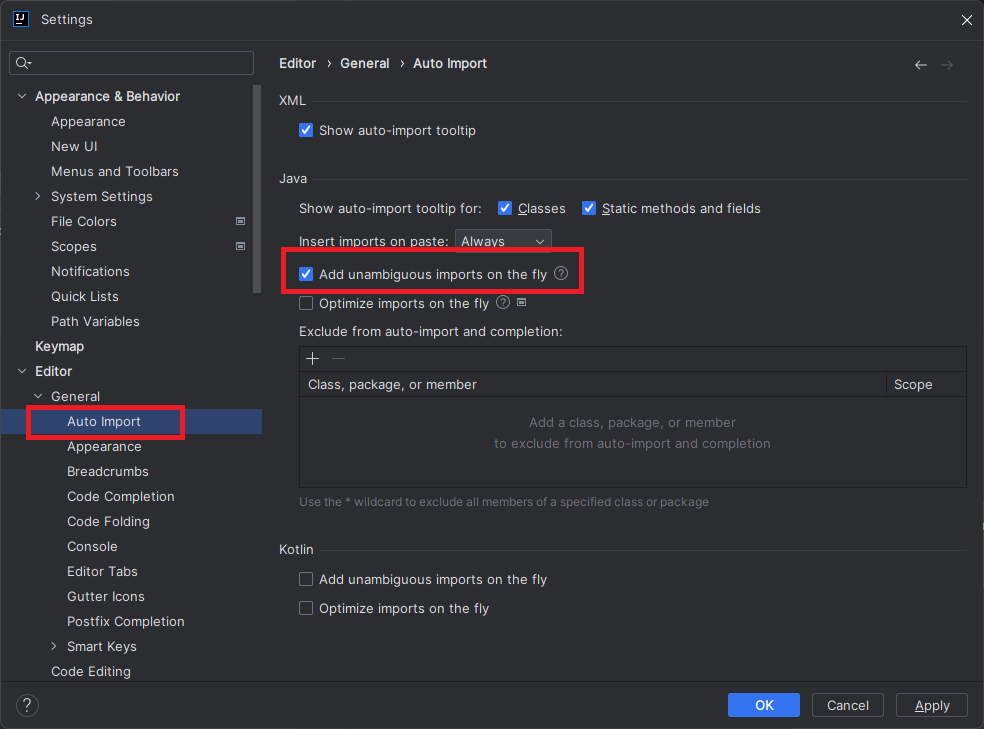 IJ
Settings
Appearance & Behavior
Appearance
New UI
Menus and Toolbars
System Settings
File Colors
Scopes
Notifications
Quick Lists
Path Variables
Keymap
Editor
General
Auto Import
Appearance
Breadcrumbs
Code Completion
Code Folding
Console
Editor Tabs
Gutter Icons
Postfix Completion
Smart Keys
Code Editing
Editor › General › Auto Import
XML
Show auto-import tooltip
Java
Show auto-import tooltip for: Classes Static methods and fields
Insert imports on paste: Always
Add unambiguous imports on the fly ?
Optimize imports on the fly ?
Exclude from auto-import and completion:
Class, package, or member Scope
Add a class, package, or member
to exclude from auto-import and completion
Use the * wildcard to exclude all members of a specified class or package
Kotlin
Add unambiguous imports on the fly
Optimize imports on the fly
? OK Cancel Apply